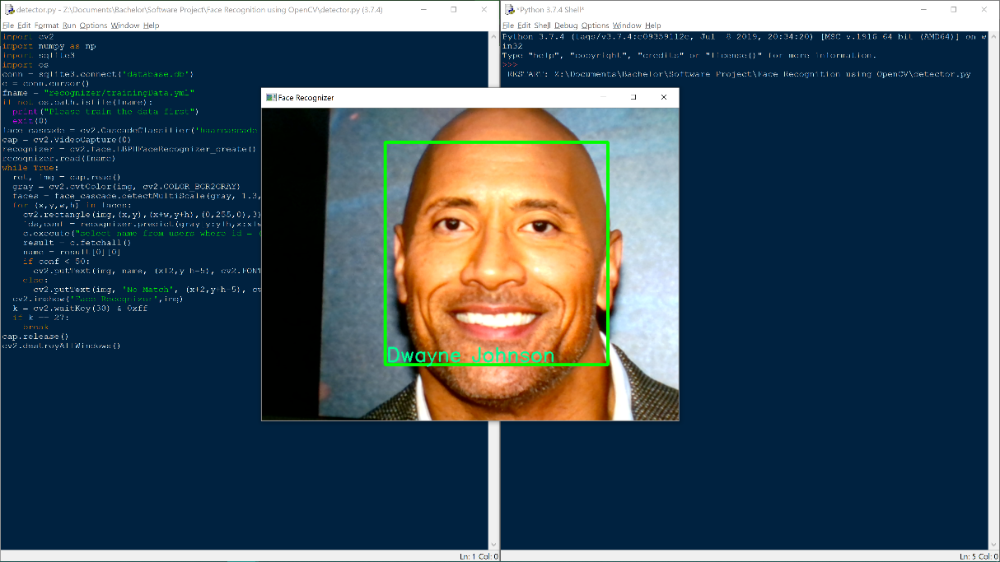 detector.py - Z:\Documents\Bachelor\Software Project\Face Recognition using OpenCV\detector.py (3.7.4)
File Edit Format Run Options Window Help
import cv2
import numpy as np
import sqlite3
import os
conn = sqlite3.connect('database.db')
c = conn.cursor()
fname = "recognizer/trainingData.yml"
if not os.path.isfile(fname):
  print("Please train the data first")
  exit(0)
face_cascade = cv2.CascadeClassifier('haarcascade
cap = cv2.VideoCapture(0)
recognizer = cv2.face.LBPHFaceRecognizer_create()
recognizer.read(fname)
while True:
  ret, img = cap.read()
  gray = cv2.cvtColor(img, cv2.COLOR_BGR2GRAY)
  faces = face_cascade.detectMultiScale(gray, 1.3,
  for (x,y,w,h) in faces:
    cv2.rectangle(img,(x,y),(x+w,y+h),(0,255,0),3)
    ids,conf = recognizer.predict(gray[y:y+h,x:x+w
    c.execute("select name from users where id = (
    result = c.fetchall()
    name = result[0][0]
    if conf < 50:
      cv2.putText(img, name, (x+2,y+h-5), cv2.FONT
    else:
      cv2.putText(img, 'No Match', (x+2,y+h-5), cv
  cv2.imshow('Face Recognizer',img)
  k = cv2.waitKey(30) & 0xff
  if k == 27:
    break
cap.release()
cv2.destroyAllWindows()
Ln: 1 Col: 0
*Python 3.7.4 Shell*
File Edit Shell Debug Options Window Help
Python 3.7.4 (tags/v3.7.4:e09359112e, Jul  8 2019, 20:34:20) [MSC v.1916 64 bit (AMD64)] on w
in32
Type "help", "copyright", "credits" or "license()" for more information.
>>>
 RESTART: Z:\Documents\Bachelor\Software Project\Face Recognition using OpenCV\detector.py
Ln: 5 Col: 0
Face Recognizer
Dwayne Johnson